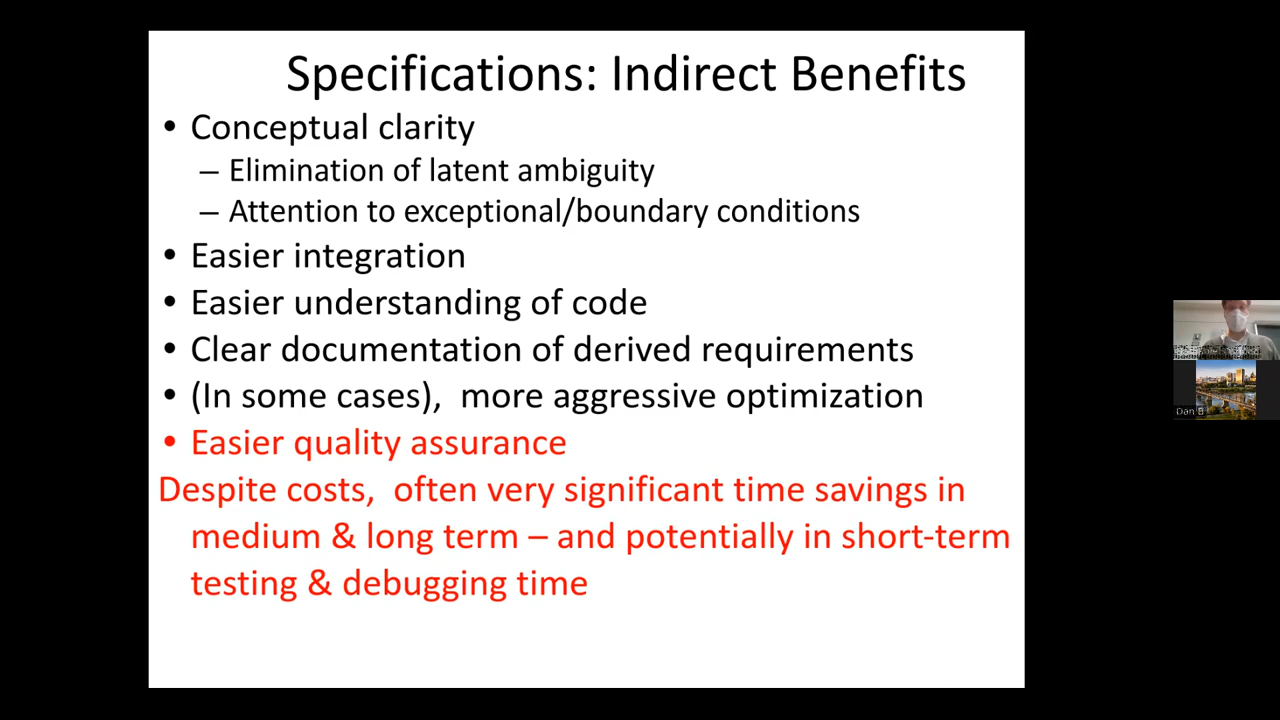 Specifications: Indirect Benefits
• Conceptual clarity
– Elimination of latent ambiguity
– Attention to exceptional/boundary conditions
• Easier integration
• Easier understanding of code
• Clear documentation of derived requirements
• (In some cases), more aggressive optimization
• Easier quality assurance
Despite costs, often very significant time savings in
medium & long term – and potentially in short-term
testing & debugging time
Dan B